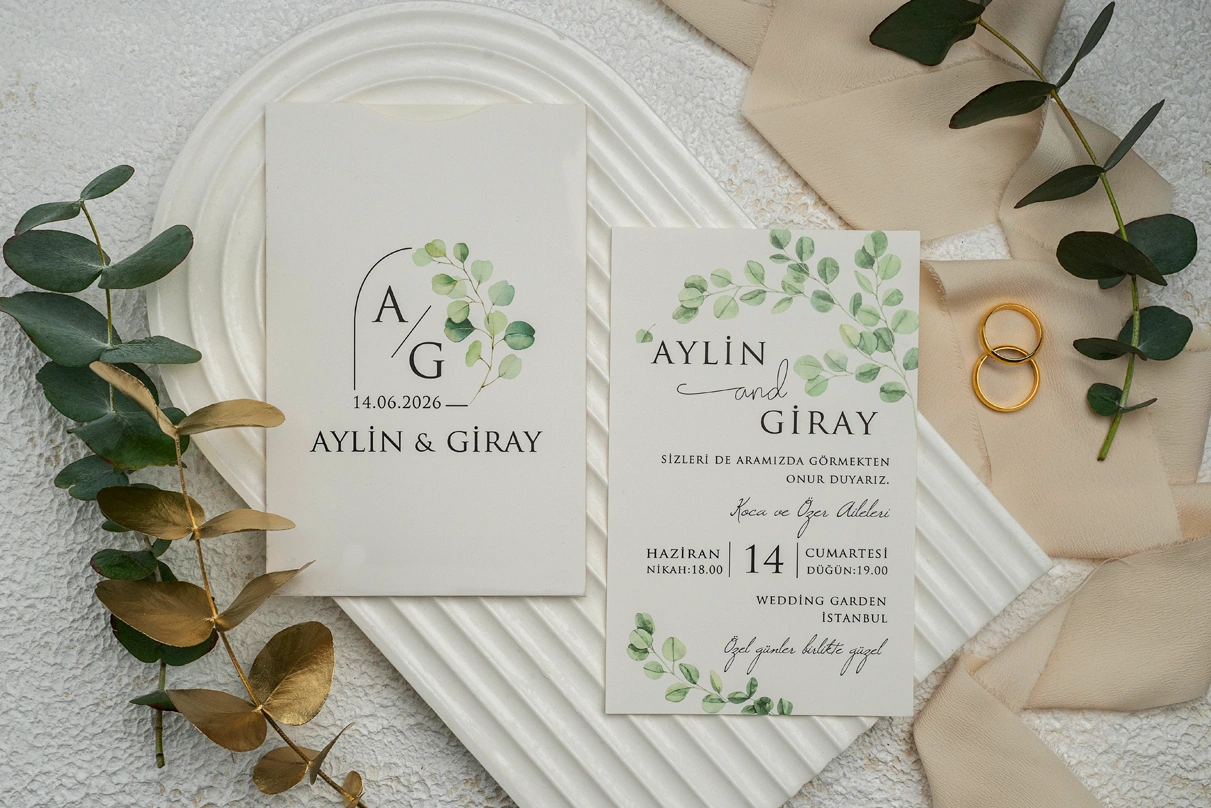 A/G
14.06.2026
AYLİN & GİRAY
AYLİN
and
GİRAY
SİZLERİ DE ARAMIZDA GÖRMEKTEN
ONUR DUYARIZ.
Koca ve Özer Aileleri
HAZİRAN | 14 | CUMARTESİ
NİKAH:18.00 | DÜĞÜN:19.00
WEDDİNG GARDEN
İSTANBUL
Özel günler birlikte güzel